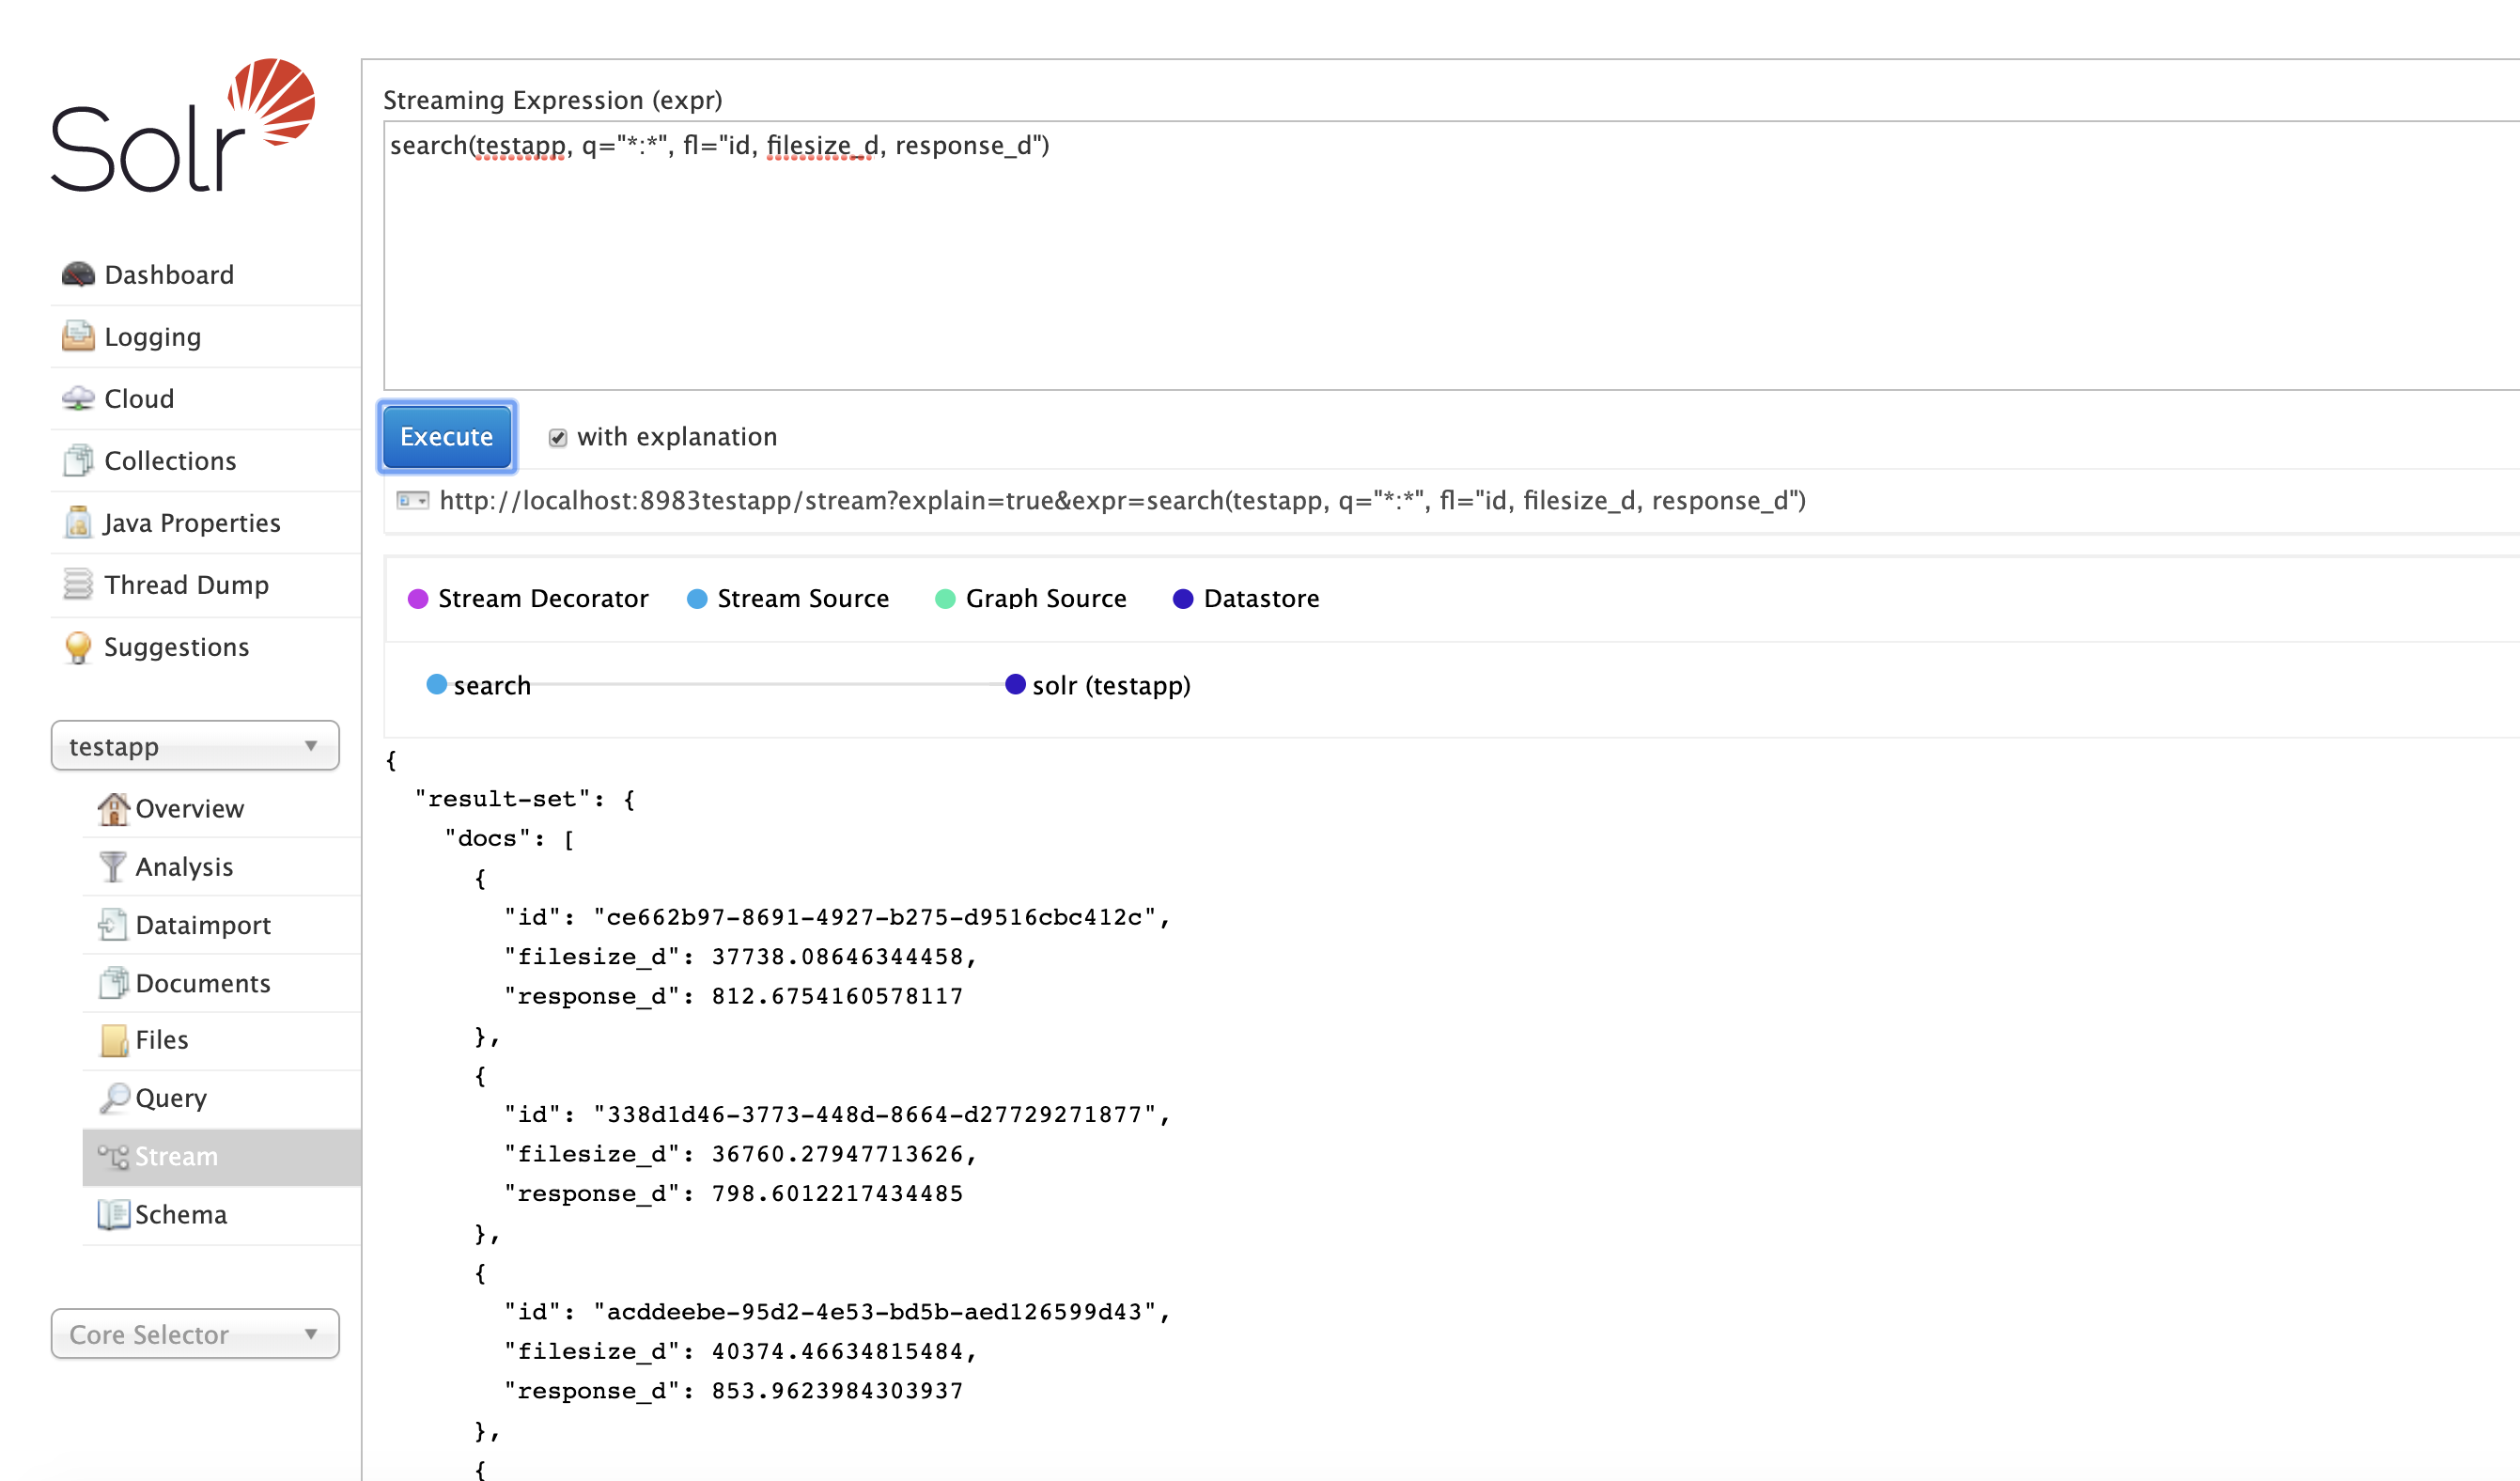 Solr
Dashboard
Logging
Cloud
Collections
Java Properties
Thread Dump
Suggestions
testapp
Overview
Analysis
Dataimport
Documents
Files
Query
Stream
Schema
Core Selector
Streaming Expression (expr)
search(testapp, q="*:*", fl="id, filesize_d, response_d")
Execute with explanation
http://localhost:8983testapp/stream?explain=true&expr=search(testapp, q="*:*", fl="id, filesize_d, response_d")
Stream Decorator Stream Source Graph Source Datastore
search solr (testapp)
{
"result-set": {
"docs": [
{
"id": "ce662b97-8691-4927-b275-d9516cbc412c",
"filesize_d": 37738.08646344458,
"response_d": 812.6754160578117
},
{
"id": "338d1d46-3773-448d-8664-d27729271877",
"filesize_d": 36760.27947713626,
"response_d": 798.6012217434485
},
{
"id": "acddeebe-95d2-4e53-bd5b-aed126599d43",
"filesize_d": 40374.46634815484,
"response_d": 853.9623984303937
},
{